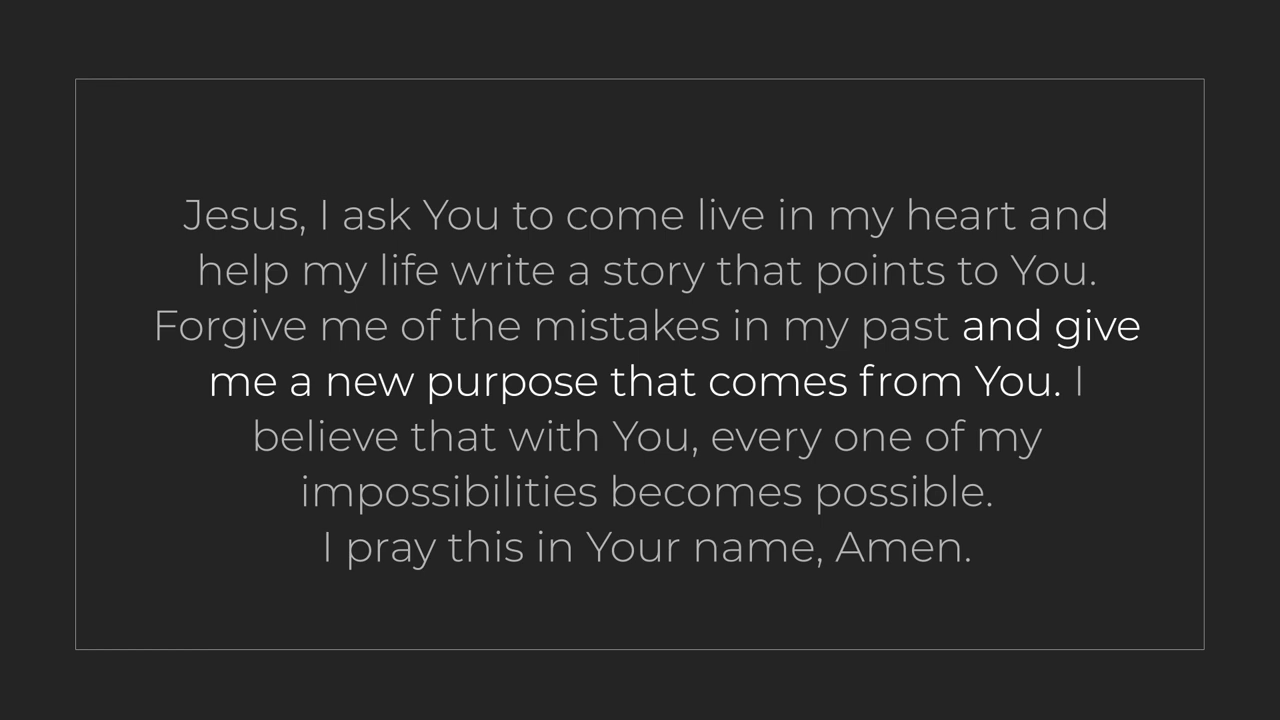 Jesus, I ask You to come live in my heart and
help my life write a story that points to You.
Forgive me of the mistakes in my past and give
me a new purpose that comes from You. I
believe that with You, every one of my
impossibilities becomes possible.
I pray this in Your name, Amen.